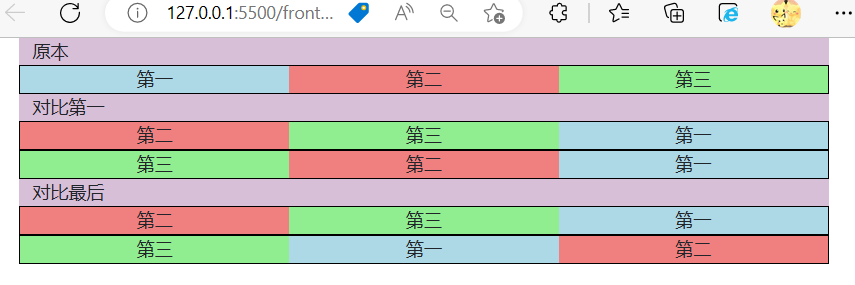 127.0.0.1:5500/front...
原本
第一 第二 第三
对比第一
第二 第三 第一
第三 第二 第一
对比最后
第二 第三 第一
第三 第一 第二